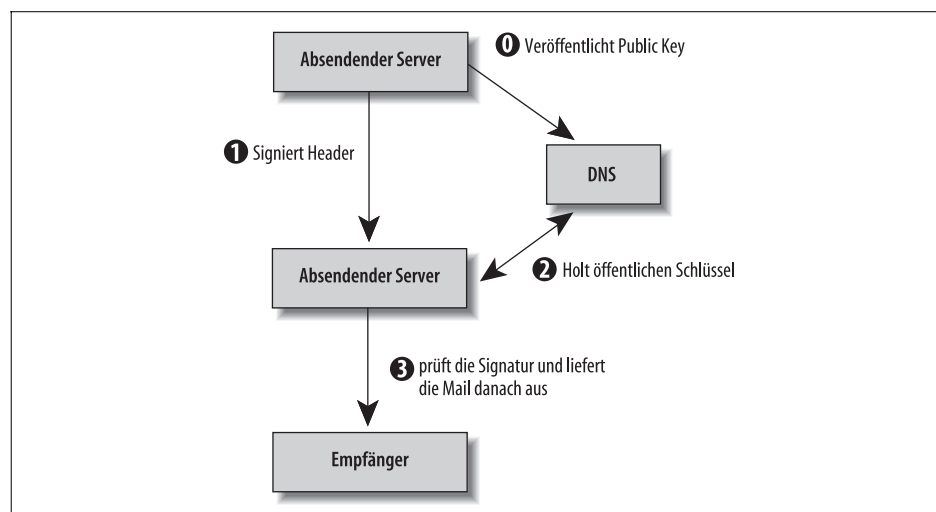 Absendender Server
0 Veröffentlicht Public Key
1 Signiert Header
DNS
Absendender Server
2 Holt öffentlichen Schlüssel
3 prüft die Signatur und liefert
die Mail danach aus
Empfänger